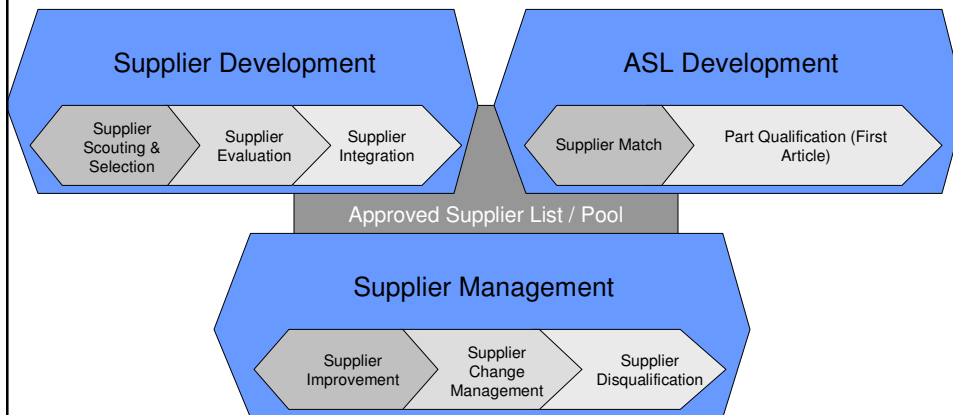 Supplier Development
Supplier
Scouting &
Selection
Supplier
Evaluation
Supplier
Integration
ASL Development
Supplier Match
Part Qualification (First
Article)
Approved Supplier List / Pool
Supplier Management
Supplier
Improvement
Supplier
Change
Management
Supplier
Disqualification